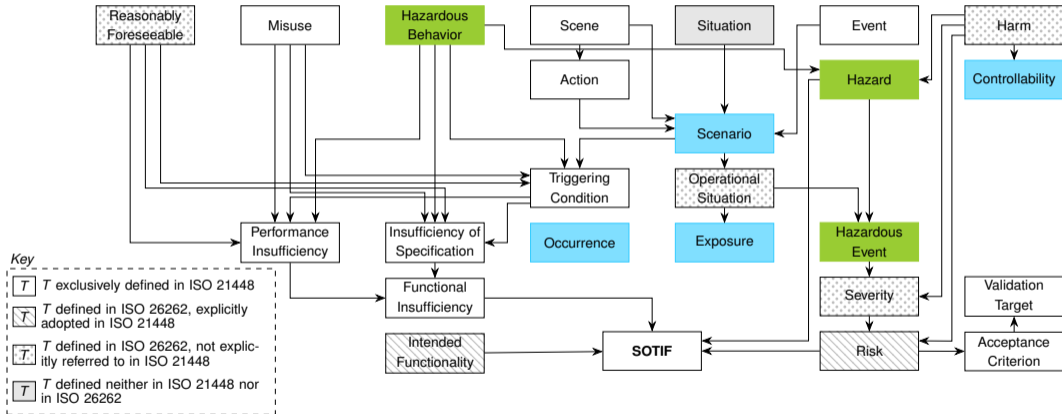 Reasonably
Foreseeable
Misuse
Hazardous
Behavior
Scene
Situation
Event
Harm
Action
Hazard
Controllability
Scenario
Triggering
Condition
Operational
Situation
Performance
Insufficiency
Insufficiency of
Specification
Occurrence
Exposure
Hazardous
Event
Functional
Insufficiency
Severity
Validation
Target
Intended
Functionality
SOTIF
Risk
Acceptance
Criterion
Key
T T exclusively defined in ISO 21448
T T defined in ISO 26262, explicitly
adopted in ISO 21448
T T defined in ISO 26262, not explic-
itly referred to in ISO 21448
T T defined neither in ISO 21448 nor
in ISO 26262